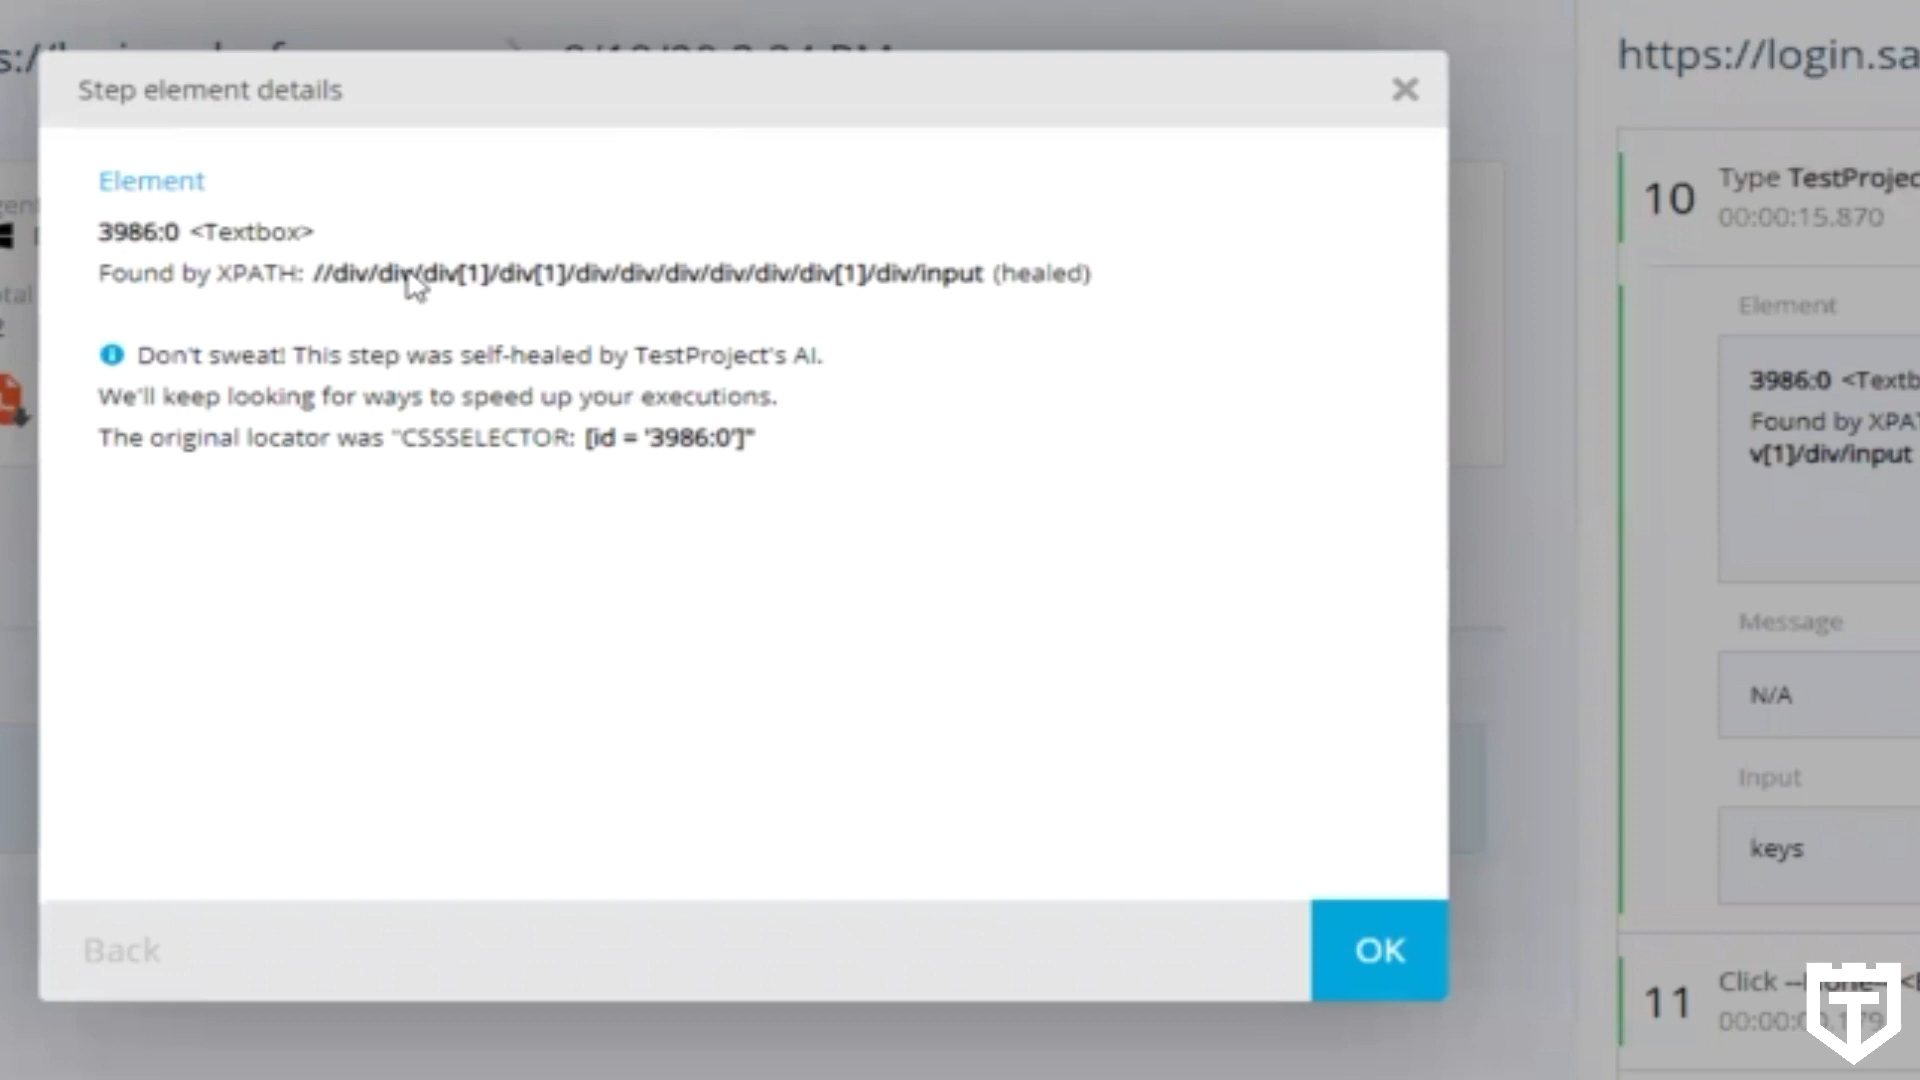 Step element details
Element
3986:0 <Textbox>
Found by XPATH: //div/div/div[1]/div[1]/div/div/div/div/div/div[1]/div/input (healed)
Don't sweat! This step was self-healed by TestProject's AI.
We'll keep looking for ways to speed up your executions.
The original locator was "CSSSELECTOR: [id = '3986:0']"
Back
OK
https://login.sa
10
Type TestProjec
00:00:15.870
Element
3986:0 <Textb
Found by XPA
v[1]/div/input
Message
N/A
Input
keys
11
Click